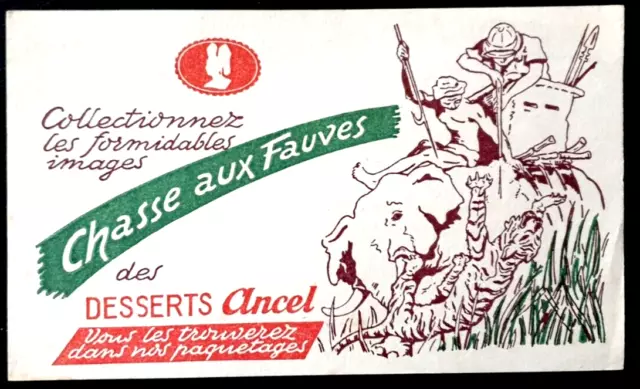 Collectionnez
les formidables
images
Chasse aux Fauves
des
DESSERTS Ancel
Vous les trouverez
dans nos paquetages